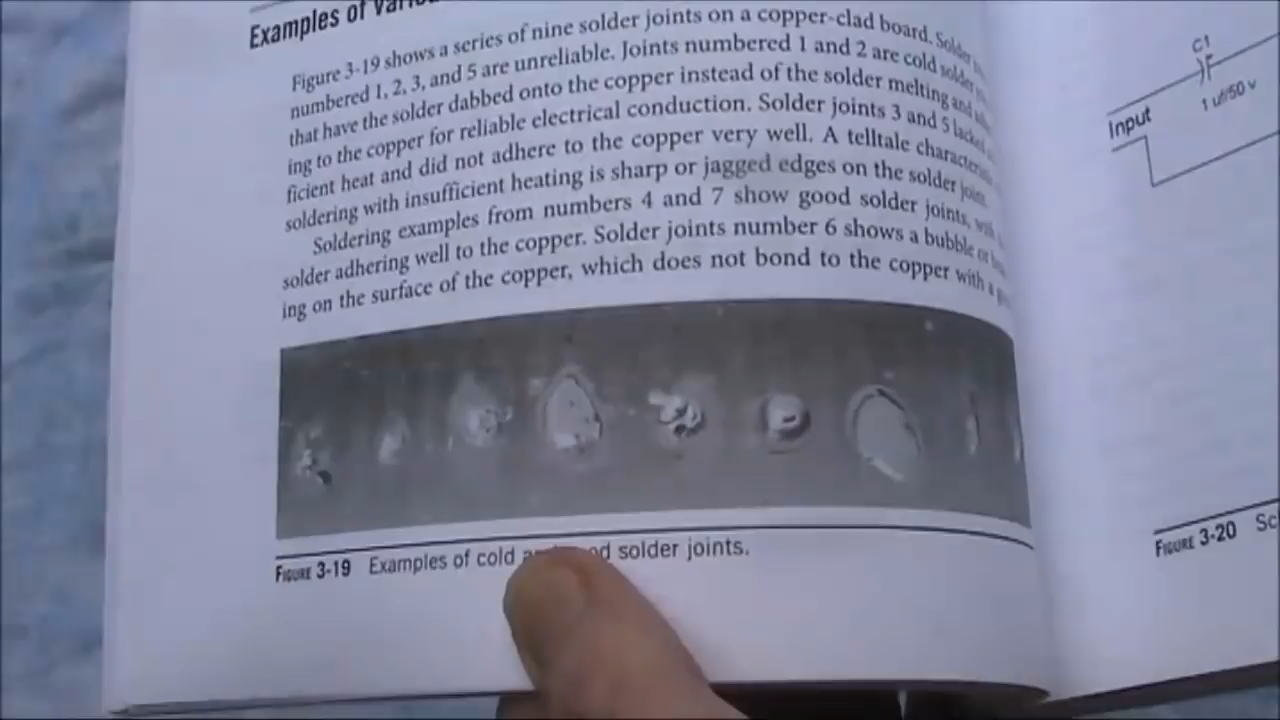 Examples of
Figure 3-19 shows a series of nine solder joints on a copper-clad board. Solder
numbered 1, 2, 3, and 5 are unreliable. Joints numbered 1 and 2 are cold solder
that have the solder dabbed onto the copper instead of the solder melting and
ing to the copper for reliable electrical conduction. Solder joints 3 and 5 lacked
ficient heat and did not adhere to the copper very well. A telltale
soldering with insufficient heating is sharp or jagged edges on the solder joint.
Soldering examples from numbers 4 and 7 show good solder joints,
solder adhering well to the copper. Solder joints number 6 shows a bubble or
ing on the surface of the copper, which does not bond to the copper with a
FIGURE 3-19 Examples of cold solder joints.
C1
1 uf/50 v
Input
FIGURE 3-20